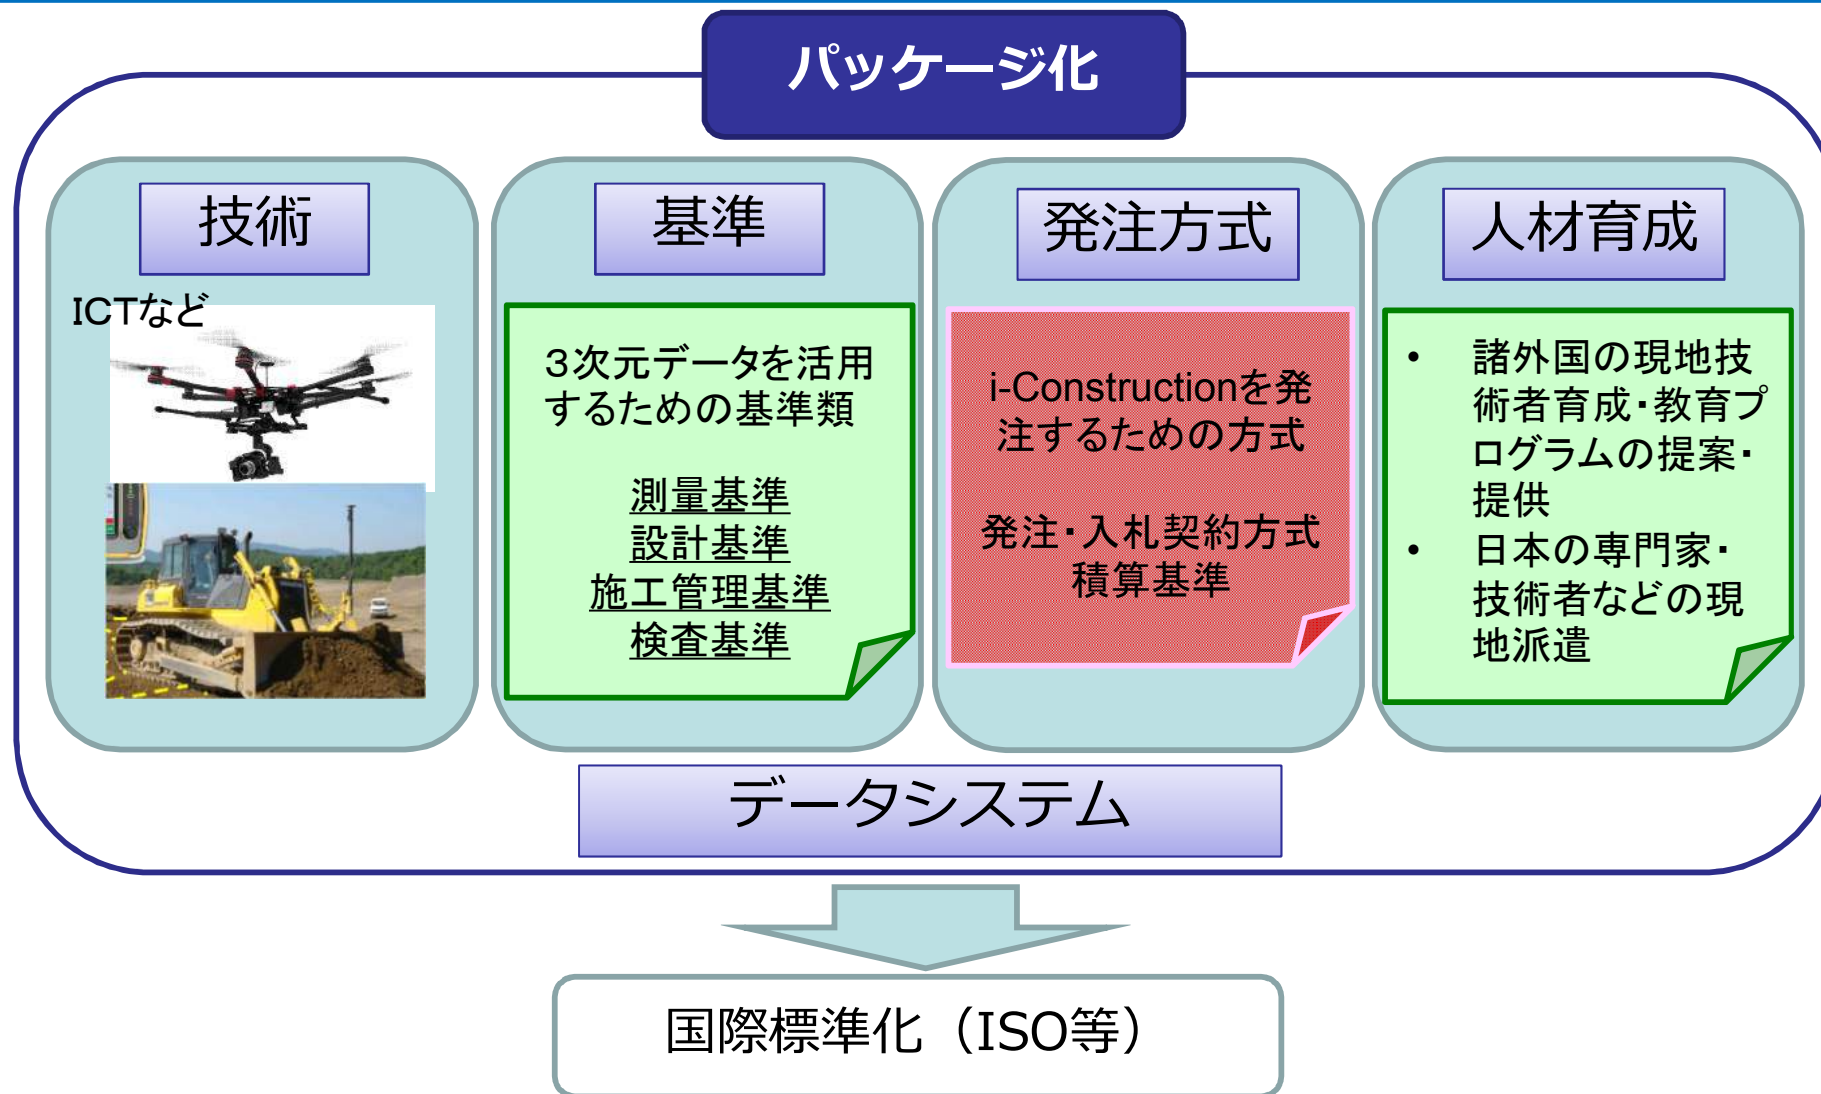 パッケージ化
技術
ICTなど
基準
３次元データを活用
するための基準類
測量基準
設計基準
施工管理基準
検査基準
発注方式
i-Constructionを発
注するための方式
発注・入札契約方式
積算基準
人材育成
• 諸外国の現地技
術者育成・教育プ
ログラムの提案・
提供
• 日本の専門家・
技術者などの現
地派遣
データシステム
国際標準化（ISO等）